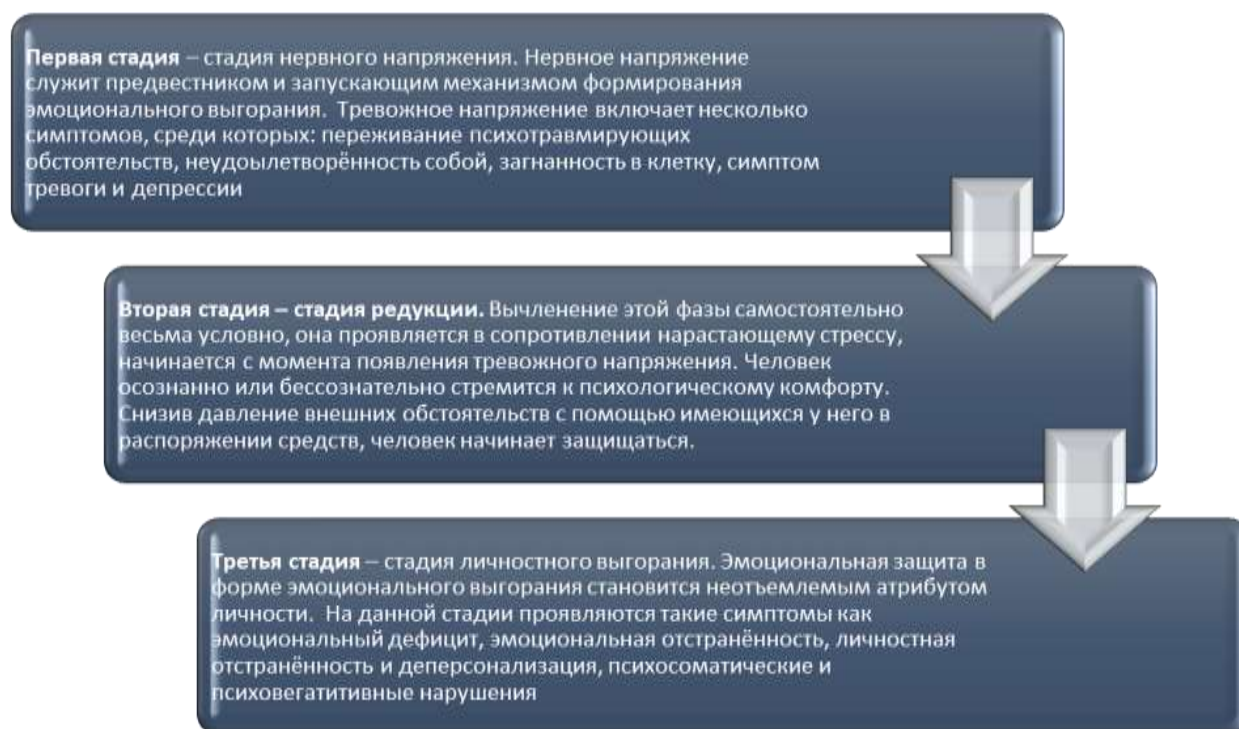 Первая стадия – стадия нервного напряжения. Нервное напряжение
служит предвестником и запускающим механизмом формирования
эмоционального выгорания.  Тревожное напряжение включает несколько
симптомов, среди которых: переживание психотравмирующих
обстоятельств, неудоылетворённость собой, загнанность в клетку, симптом
тревоги и депрессии
Вторая стадия – стадия редукции. Вычленение этой фазы самостоятельно
весьма условно, она проявляется в сопротивлении нарастающему стрессу,
начинается с момента появления тревожного напряжения. Человек
осознанно или бессознательно стремится к психологическому комфорту.
Снизив давление внешних обстоятельств с помощью имеющихся у него в
распоряжении средств, человек начинает защищаться.
Третья стадия – стадия личностного выгорания. Эмоциональная защита в
форме эмоционального выгорания становится неотъемлемым атрибутом
личности.  На данной стадии проявляются такие симптомы как
эмоциональный дефицит, эмоциональная отстранённость, личностная
отстранённость и деперсонализация, психосоматические и
психовегатитивные нарушения